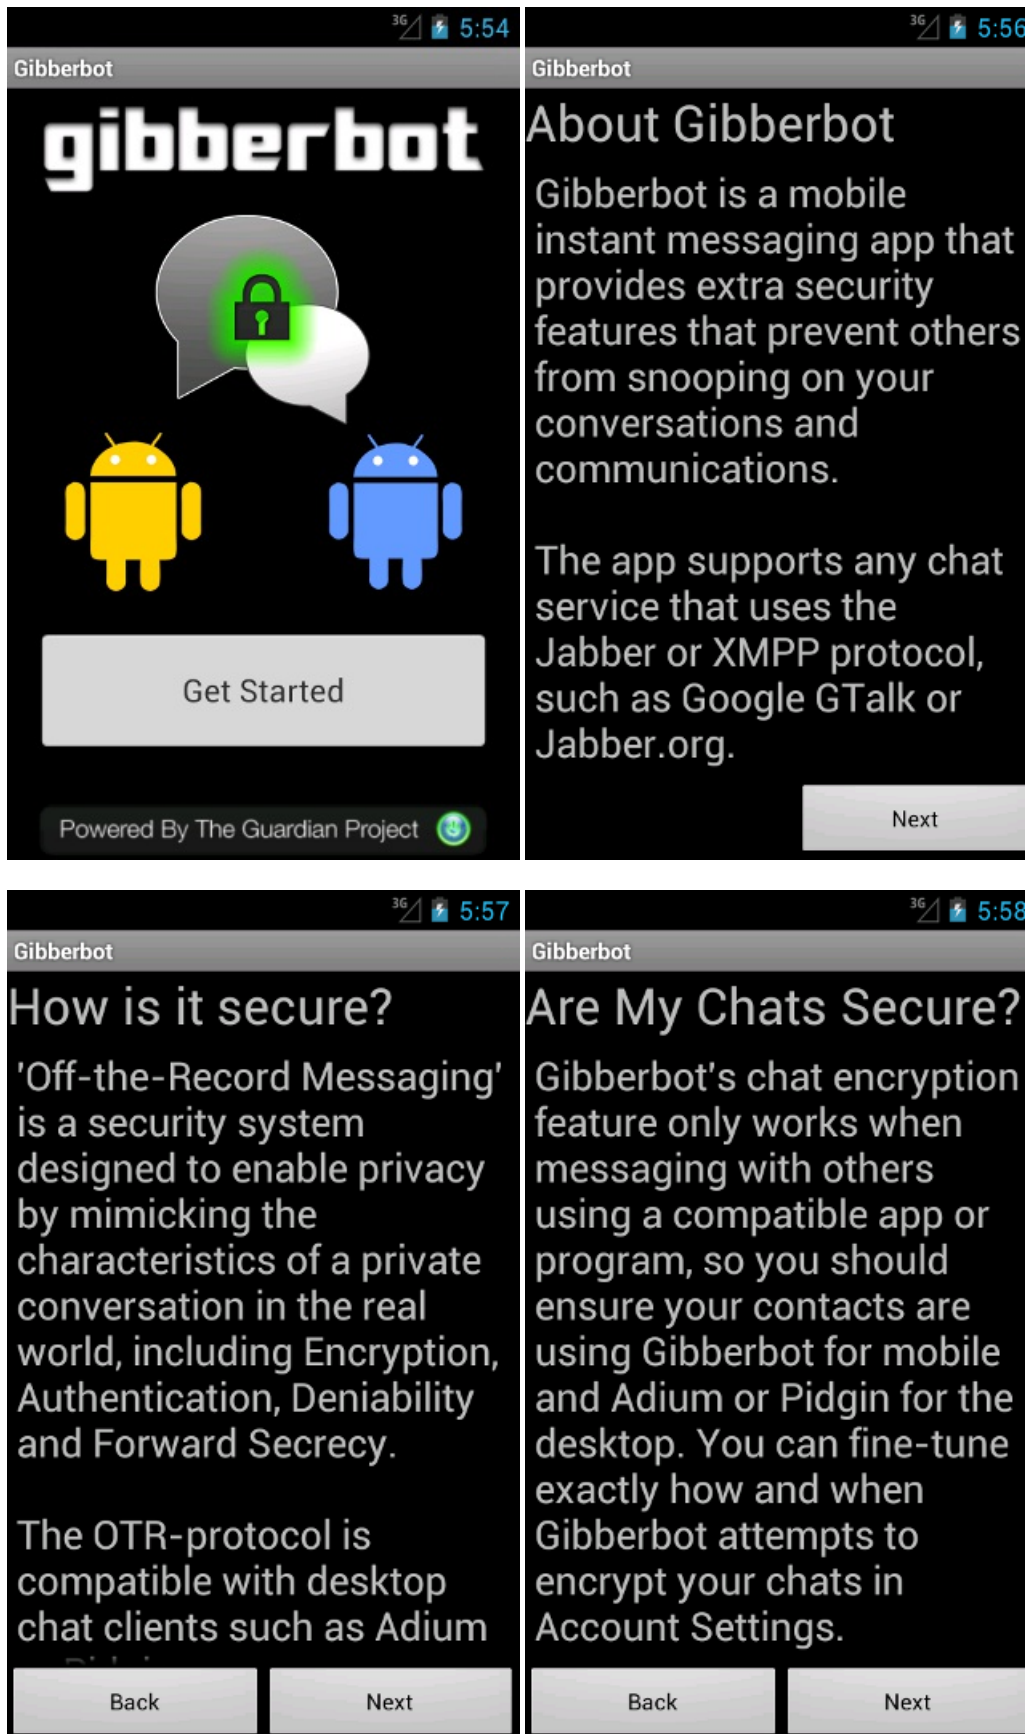 3G 5:54
Gibberbot
gibberbot
Get Started
Powered By The Guardian Project
3G 5:56
Gibberbot
About Gibberbot
Gibberbot is a mobile
instant messaging app that
provides extra security
features that prevent others
from snooping on your
conversations and
communications.
The app supports any chat
service that uses the
Jabber or XMPP protocol,
such as Google GTalk or
Jabber.org.
Next
3G 5:57
Gibberbot
How is it secure?
'Off-the-Record Messaging'
is a security system
designed to enable privacy
by mimicking the
characteristics of a private
conversation in the real
world, including Encryption,
Authentication, Deniability
and Forward Secrecy.
The OTR-protocol is
compatible with desktop
chat clients such as Adium
Back Next
3G 5:58
Gibberbot
Are My Chats Secure?
Gibberbot's chat encryption
feature only works when
messaging with others
using a compatible app or
program, so you should
ensure your contacts are
using Gibberbot for mobile
and Adium or Pidgin for the
desktop. You can fine-tune
exactly how and when
Gibberbot attempts to
encrypt your chats in
Account Settings.
Back Next